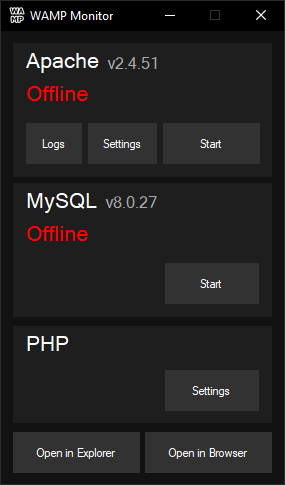 WA
MP
WAMP Monitor
Apache v2.4.51
Offline
Logs Settings Start
MySQL v8.0.27
Offline
Start
PHP
Settings
Open in Explorer Open in Browser